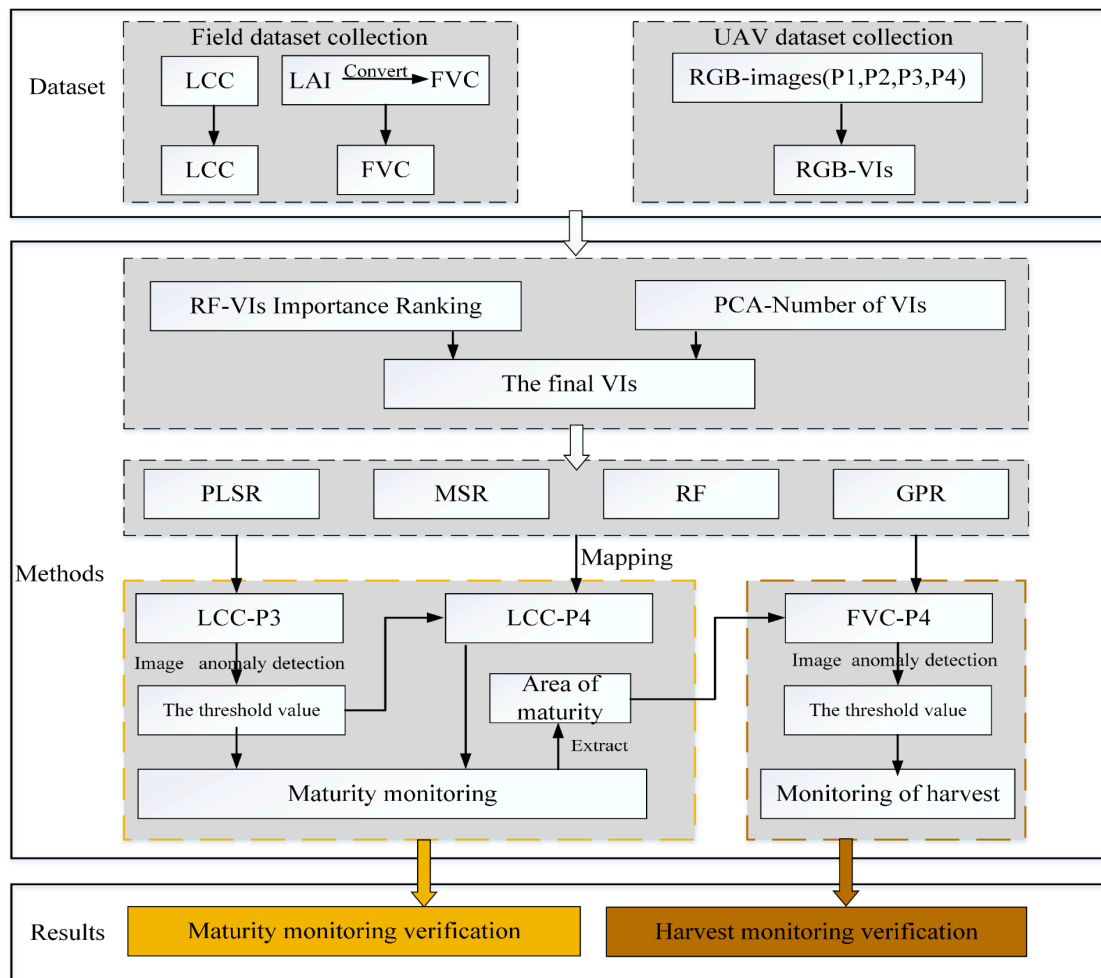 Field dataset collection
UAV dataset collection
Dataset
LCC
LAI Convert FVC
RGB-images(P1,P2,P3,P4)
LCC
FVC
RGB-VIs
RF-VIs Importance Ranking
PCA-Number of VIs
The final VIs
PLSR
MSR
RF
GPR
Mapping
Methods
LCC-P3
LCC-P4
FVC-P4
Image anomaly detection
Image anomaly detection
The threshold value
Area of
maturity
The threshold value
Extract
Maturity monitoring
Monitoring of harvest
Results
Maturity monitoring verification
Harvest monitoring verification